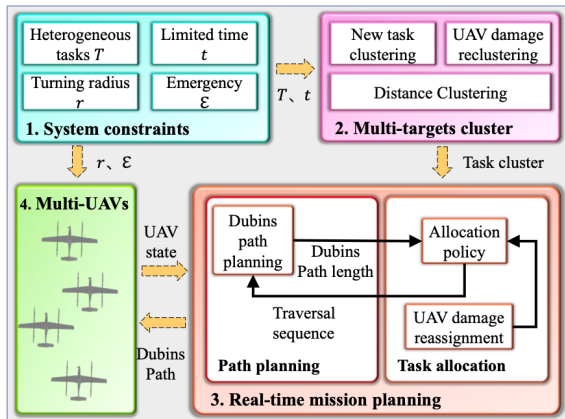 Heterogeneous
tasks T
Limited time
t
Turning radius
r
Emergency
ℇ
1. System constraints
T、t
New task
clustering
UAV damage
reclustering
Distance Clustering
2. Multi-targets cluster
r、ℇ
Task cluster
4. Multi-UAVs
UAV
state
Dubins
Path
Dubins
path
planning
Dubins
Path length
Traversal
sequence
Path planning
Allocation
policy
UAV damage
reassignment
Task allocation
3. Real-time mission planning